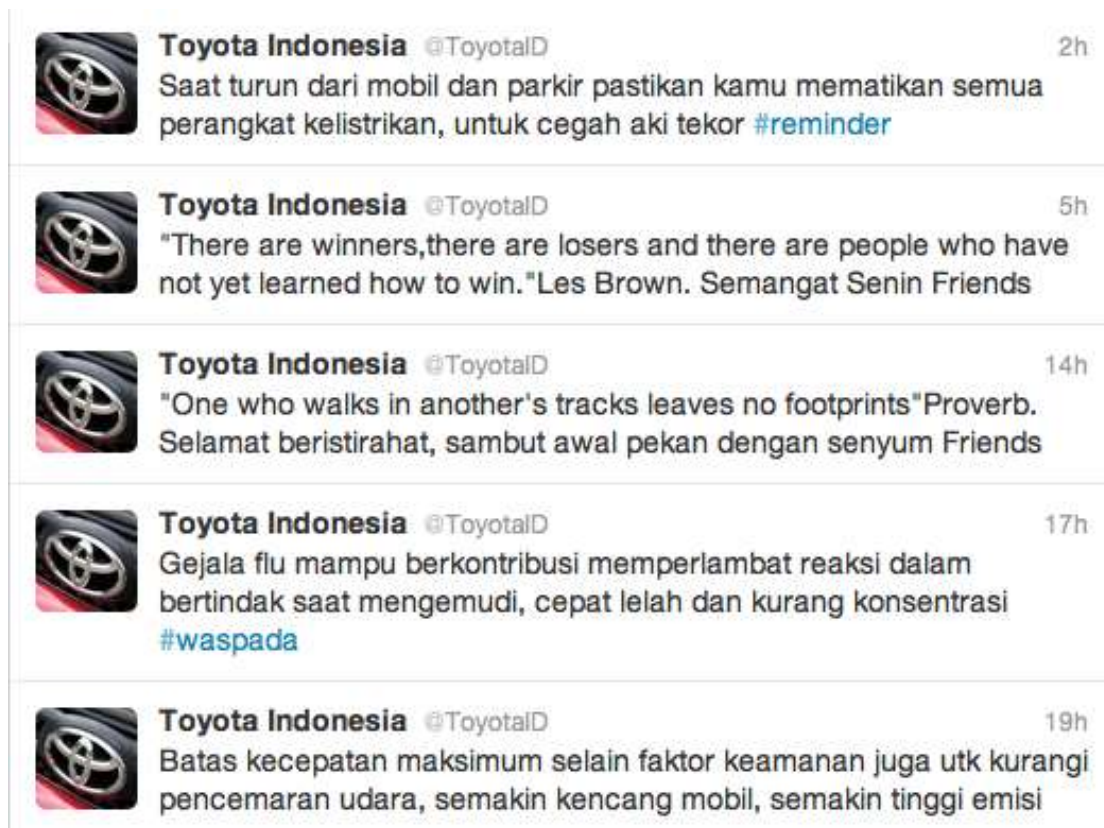 Toyota Indonesia @ToyotaID 2h
Saat turun dari mobil dan parkir pastikan kamu mematikan semua
perangkat kelistrikan, untuk cegah aki tekor #reminder
Toyota Indonesia @ToyotaID 5h
"There are winners,there are losers and there are people who have
not yet learned how to win."Les Brown. Semangat Senin Friends
Toyota Indonesia @ToyotaID 14h
"One who walks in another's tracks leaves no footprints"Proverb.
Selamat beristirahat, sambut awal pekan dengan senyum Friends
Toyota Indonesia @ToyotaID 17h
Gejala flu mampu berkontribusi memperlambat reaksi dalam
bertindak saat mengemudi, cepat lelah dan kurang konsentrasi
#waspada
Toyota Indonesia @ToyotaID 19h
Batas kecepatan maksimum selain faktor keamanan juga utk kurangi
pencemaran udara, semakin kencang mobil, semakin tinggi emisi